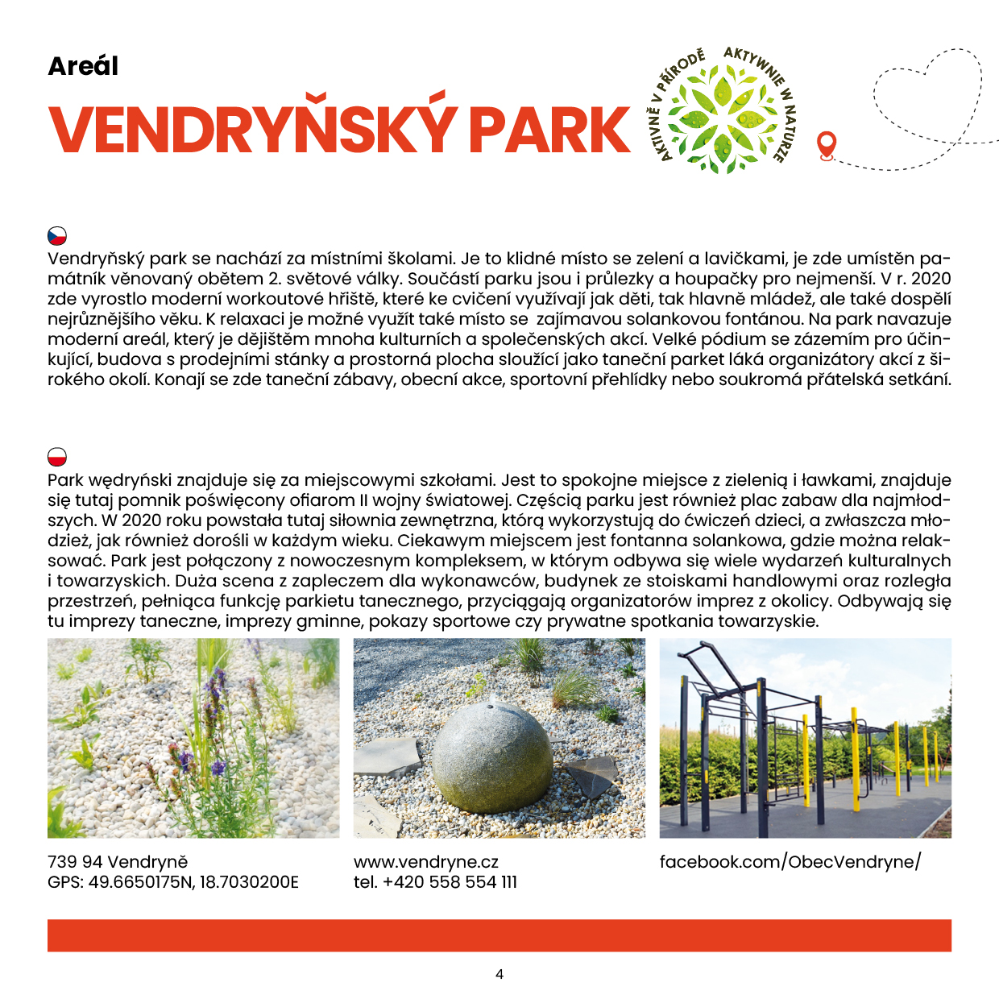 Areál
VENDRYŇSKÝ PARK
AKTIVNĚ V PŘÍRODĚ
AKTYWNIE W NATURZE
Vendryňský park se nachází za místními školami. Je to klidné místo se zelení a lavičkami, je zde umístěn pa-
mátník věnovaný obětem 2. světové války. Součástí parku jsou i průlezky a houpačky pro nejmenší. V r. 2020
zde vyrostlo moderní workoutové hřiště, které ke cvičení využívají jak děti, tak hlavně mládež, ale také dospělí
nejrůznějšího věku. K relaxaci je možné využít také místo se  zajímavou solankovou fontánou. Na park navazuje
moderní areál, který je dějištěm mnoha kulturních a společenských akcí. Velké pódium se zázemím pro účin-
kující, budova s prodejními stánky a prostorná plocha sloužící jako taneční parket láká organizátory akcí z ši-
rokého okolí. Konají se zde taneční zábavy, obecní akce, sportovní přehlídky nebo soukromá přátelská setkání.
Park wędryński znajduje się za miejscowymi szkołami. Jest to spokojne miejsce z zielenią i ławkami, znajduje
się tutaj pomnik poświęcony ofiarom II wojny światowej. Częścią parku jest również plac zabaw dla najmłod-
szych. W 2020 roku powstała tutaj siłownia zewnętrzna, którą wykorzystują do ćwiczeń dzieci, a zwłaszcza mło-
dzież, jak również dorośli w każdym wieku. Ciekawym miejscem jest fontanna solankowa, gdzie można relak-
sować. Park jest połączony z nowoczesnym kompleksem, w którym odbywa się wiele wydarzeń kulturalnych
i towarzyskich. Duża scena z zapleczem dla wykonawców, budynek ze stoiskami handlowymi oraz rozległa
przestrzeń, pełniąca funkcję parkietu tanecznego, przyciągają organizatorów imprez z okolicy. Odbywają się
tu imprezy taneczne, imprezy gminne, pokazy sportowe czy prywatne spotkania towarzyskie.
739 94 Vendryně
GPS: 49.6650175N, 18.7030200E
www.vendryne.cz
tel. +420 558 554 111
facebook.com/ObecVendryne/
4